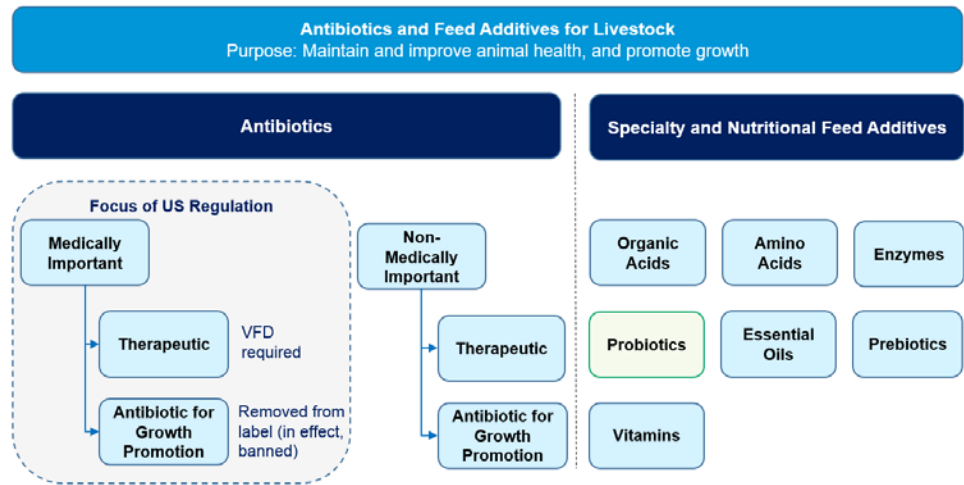 Antibiotics and Feed Additives for Livestock
Purpose: Maintain and improve animal health, and promote growth
Antibiotics
Specialty and Nutritional Feed Additives
Focus of US Regulation
Medically
Important
Therapeutic
VFD
required
Antibiotic for
Growth
Promotion
Removed from
label (in effect,
banned)
Non-
Medically
Important
Therapeutic
Antibiotic for
Growth
Promotion
Organic
Acids
Amino
Acids
Enzymes
Probiotics
Essential
Oils
Prebiotics
Vitamins